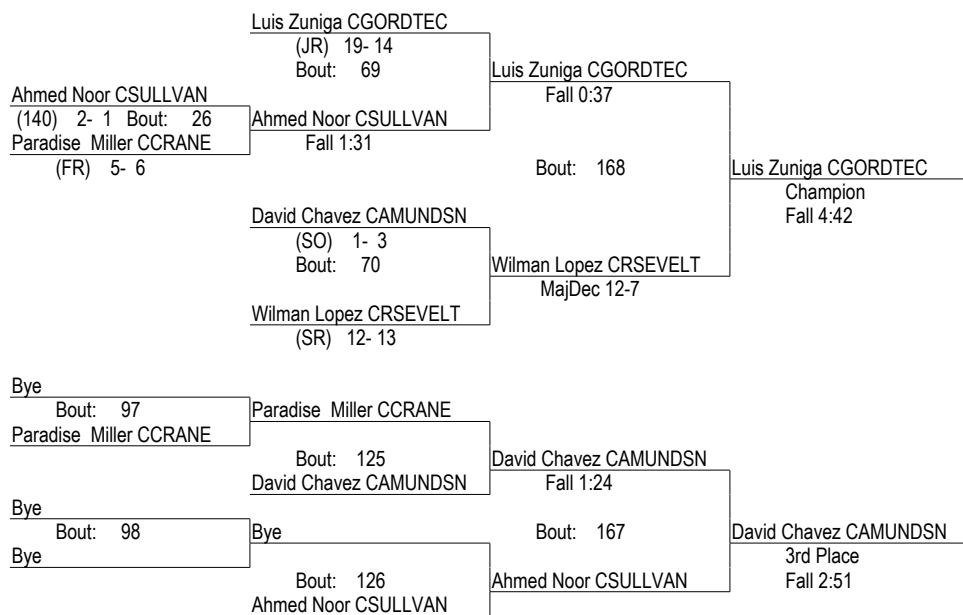 Luis Zuniga CGORDTEC
(JR) 19- 14
Bout: 69
Luis Zuniga CGORDTEC
Fall 0:37
Ahmed Noor CSULLVAN
(140) 2- 1 Bout: 26
Ahmed Noor CSULLVAN
Paradise Miller CCRANE
Fall 1:31
(FR) 5- 6
Bout: 168
Luis Zuniga CGORDTEC
Champion
Fall 4:42
David Chavez CAMUNDSN
(SO) 1- 3
Bout: 70
Wilman Lopez CRSEVELT
MajDec 12-7
Wilman Lopez CRSEVELT
(SR) 12- 13
Bye
Bout: 97
Paradise Miller CCRANE
Paradise Miller CCRANE
Bout: 125
David Chavez CAMUNDSN
David Chavez CAMUNDSN
Fall 1:24
Bye
Bout: 98
Bye
Bye
Bout: 167
David Chavez CAMUNDSN
3rd Place
Fall 2:51
Bout: 126
Ahmed Noor CSULLVAN
Ahmed Noor CSULLVAN